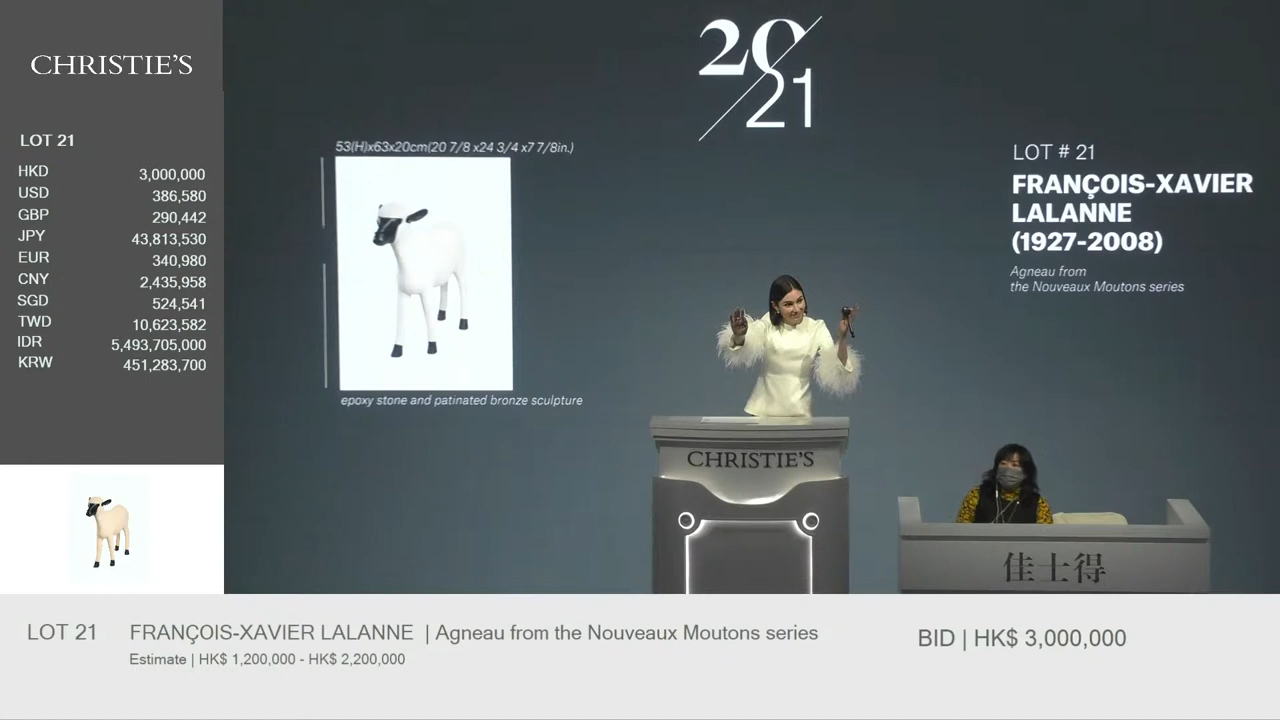 CHRISTIE'S
LOT 21
HKD 3,000,000
USD 386,580
GBP 290,442
JPY 43,813,530
EUR 340,980
CNY 2,435,958
SGD 524,541
TWD 10,623,582
IDR 5,493,705,000
KRW 451,283,700
20/21
53(H)x63x20cm(20 7/8 x24 3/4 x7 7/8in.)
epoxy stone and patinated bronze sculpture
LOT # 21
FRANÇOIS-XAVIER
LALANNE
(1927-2008)
Agneau from
the Nouveaux Moutons series
CHRISTIE'S
佳士得
LOT 21 FRANÇOIS-XAVIER LALANNE | Agneau from the Nouveaux Moutons series
Estimate | HK$ 1,200,000 - HK$ 2,200,000
BID | HK$ 3,000,000